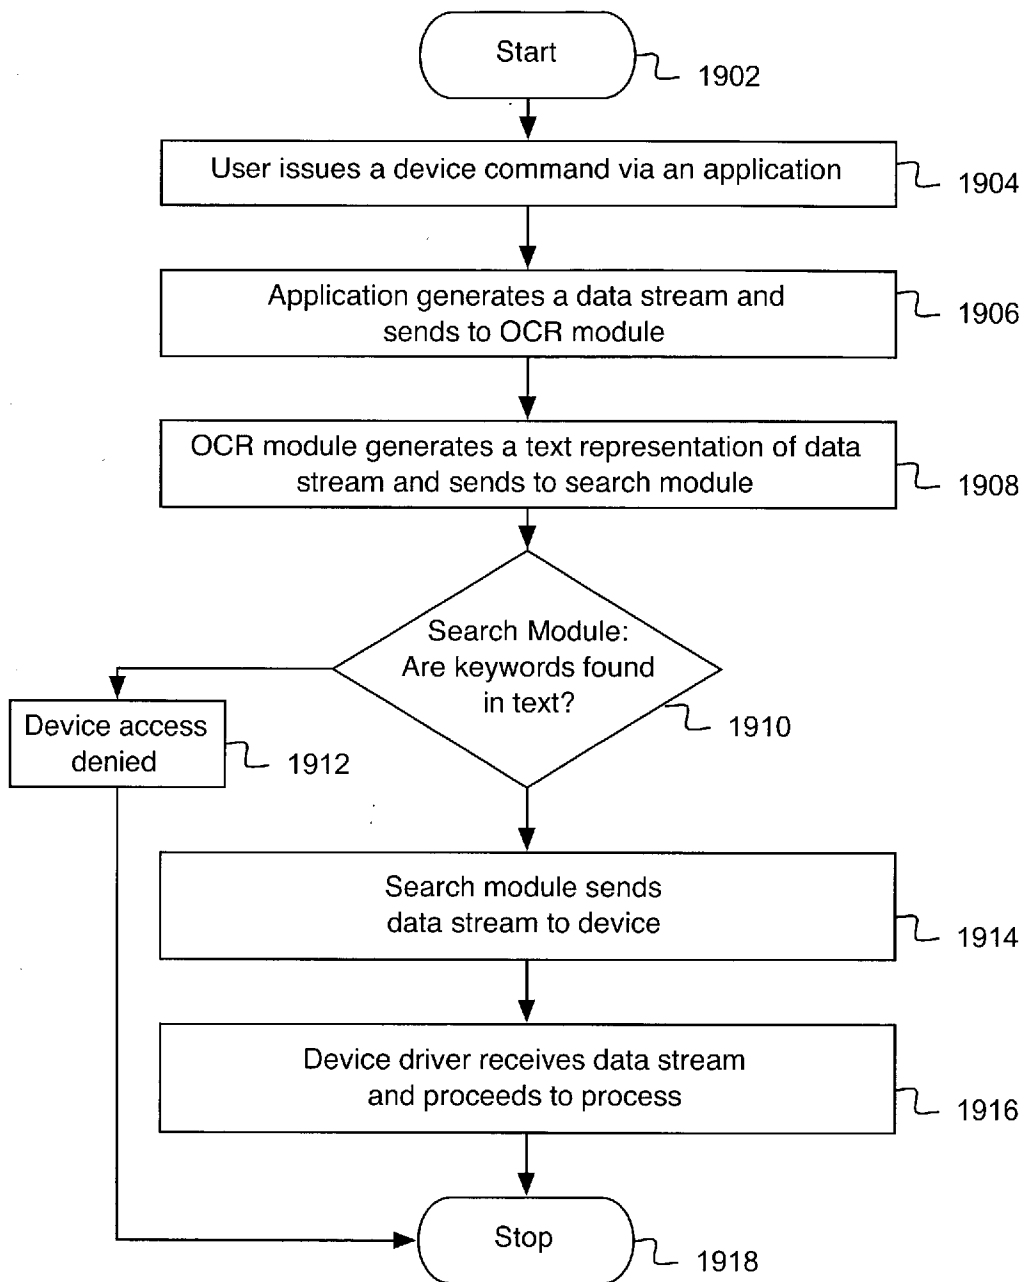 Start
1902
User issues a device command via an application
1904
Application generates a data stream and
sends to OCR module
1906
OCR module generates a text representation of data
stream and sends to search module
1908
Search Module:
Are keywords found
in text?
1910
Device access
denied
1912
Search module sends
data stream to device
1914
Device driver receives data stream
and proceeds to process
1916
Stop
1918